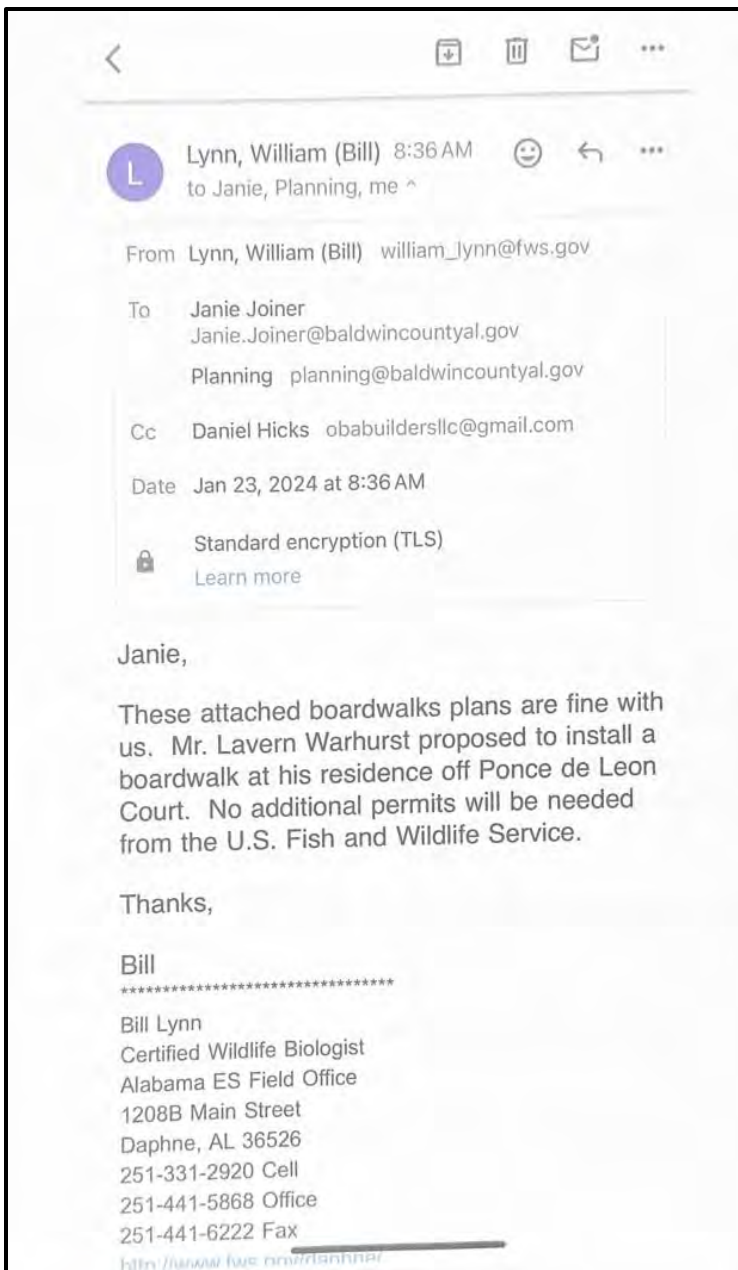 L
Lynn, William (Bill) 8:36 AM
to Janie, Planning, me ^
From Lynn, William (Bill) william_lynn@fws.gov
To Janie Joiner
Janie.Joiner@baldwincountyal.gov
Planning planning@baldwincountyal.gov
Cc Daniel Hicks obabuildersllc@gmail.com
Date Jan 23, 2024 at 8:36 AM
Standard encryption (TLS)
Learn more
Janie,
These attached boardwalks plans are fine with
us. Mr. Lavern Warhurst proposed to install a
boardwalk at his residence off Ponce de Leon
Court. No additional permits will be needed
from the U.S. Fish and Wildlife Service.
Thanks,
Bill
*********************************
Bill Lynn
Certified Wildlife Biologist
Alabama ES Field Office
1208B Main Street
Daphne, AL 36526
251-331-2920 Cell
251-441-5868 Office
251-441-6222 Fax
http://www.fws.gov/daphne/